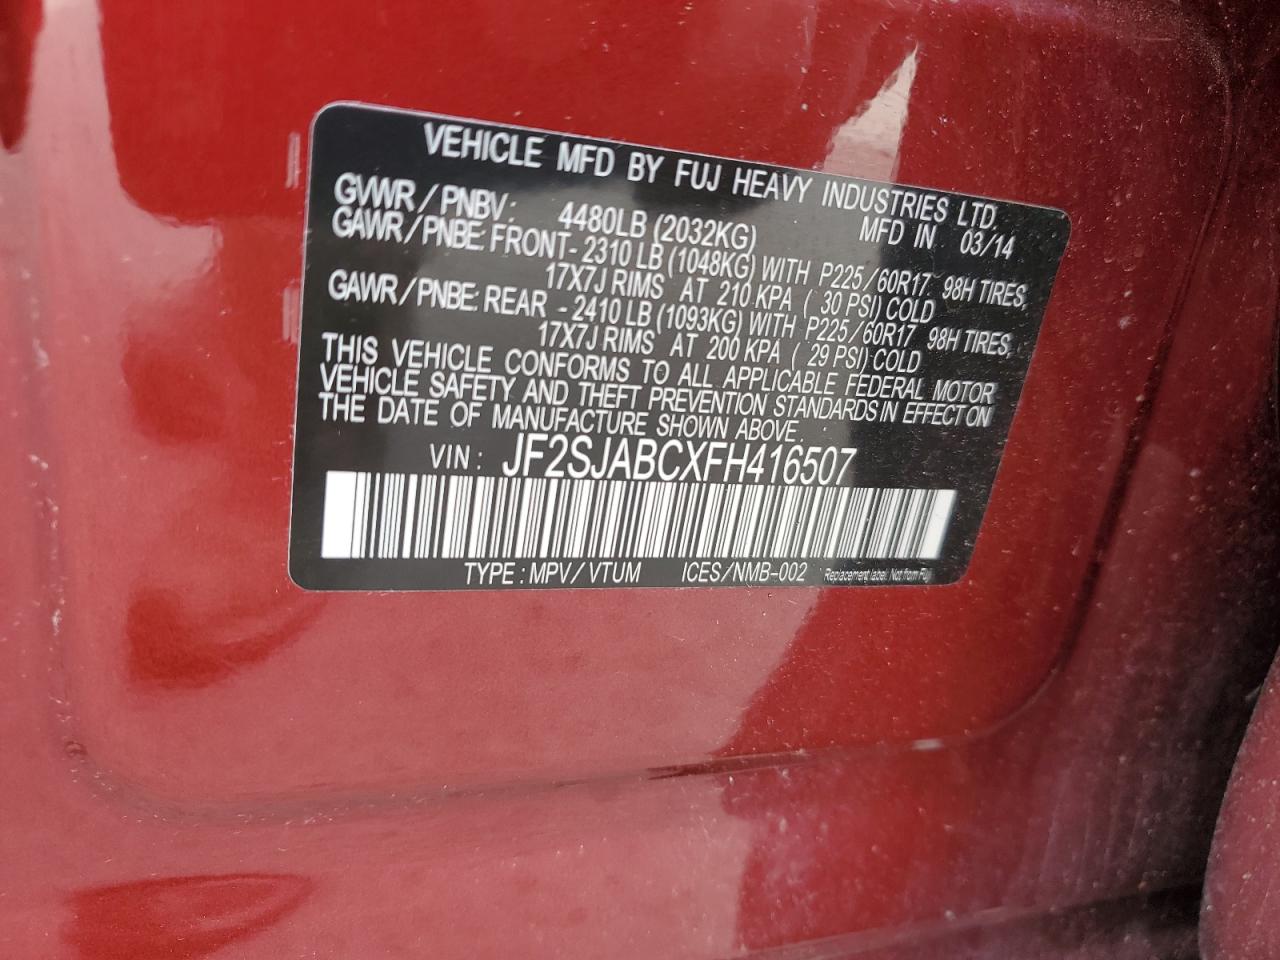 VEHICLE MFD BY FUJ HEAVY INDUSTRIES LTD.
GVWR / PNBV: 4480LB (2032KG) MFD IN 03/14
GAWR / PNBE: FRONT- 2310 LB (1048KG) WITH P225 / 60R17 98H TIRES,
17X7J RIMS AT 210 KPA ( 30 PSI) COLD
GAWR / PNBE: REAR - 2410 LB (1093KG) WITH P225 / 60R17 98H TIRES,
17X7J RIMS AT 200 KPA ( 29 PSI) COLD
THIS VEHICLE CONFORMS TO ALL APPLICABLE FEDERAL MOTOR
VEHICLE SAFETY AND THEFT PREVENTION STANDARDS IN EFFECT ON
THE DATE OF MANUFACTURE SHOWN ABOVE.
VIN: JF2SJABCXFH416507
TYPE: MPV/VTUM ICES/NMB-002 Replacement label: Not from Fuji